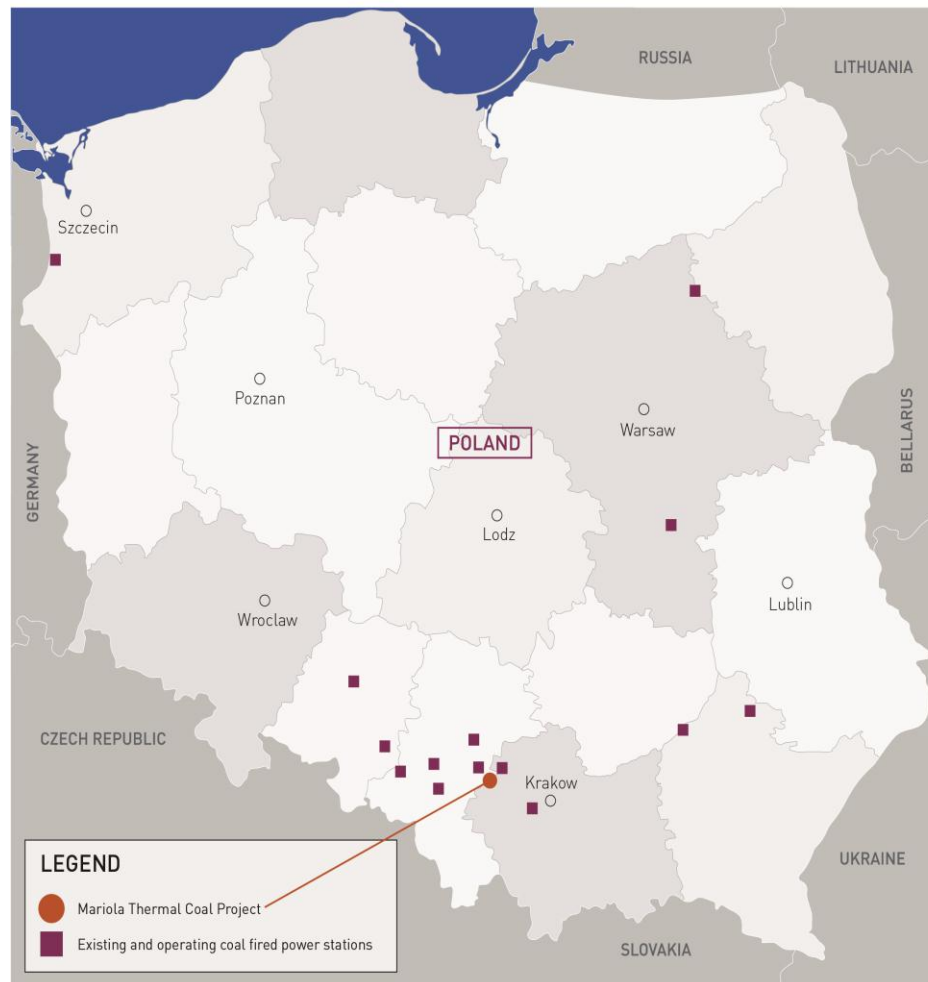 RUSSIA
LITHUANIA
Szczecin
Poznan
Warsaw
POLAND
GERMANY
BELLARUS
Lodz
Lublin
Wroclaw
CZECH REPUBLIC
Krakow
UKRAINE
SLOVAKIA
LEGEND
Mariola Thermal Coal Project
Existing and operating coal fired power stations